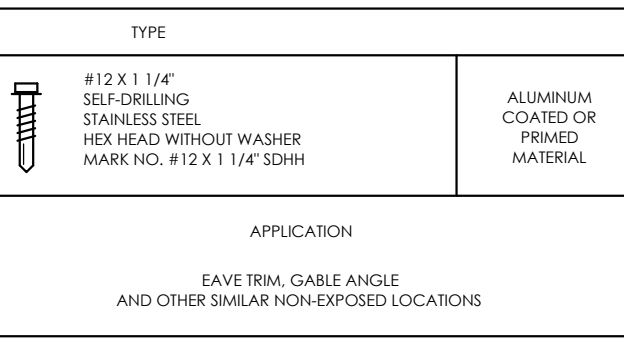 TYPE
#12 X 1 1/4"
SELF-DRILLING
STAINLESS STEEL
HEX HEAD WITHOUT WASHER
MARK NO. #12 X 1 1/4" SDHH
ALUMINUM
COATED OR
PRIMED
MATERIAL
APPLICATION
EAVE TRIM, GABLE ANGLE
AND OTHER SIMILAR NON-EXPOSED LOCATIONS